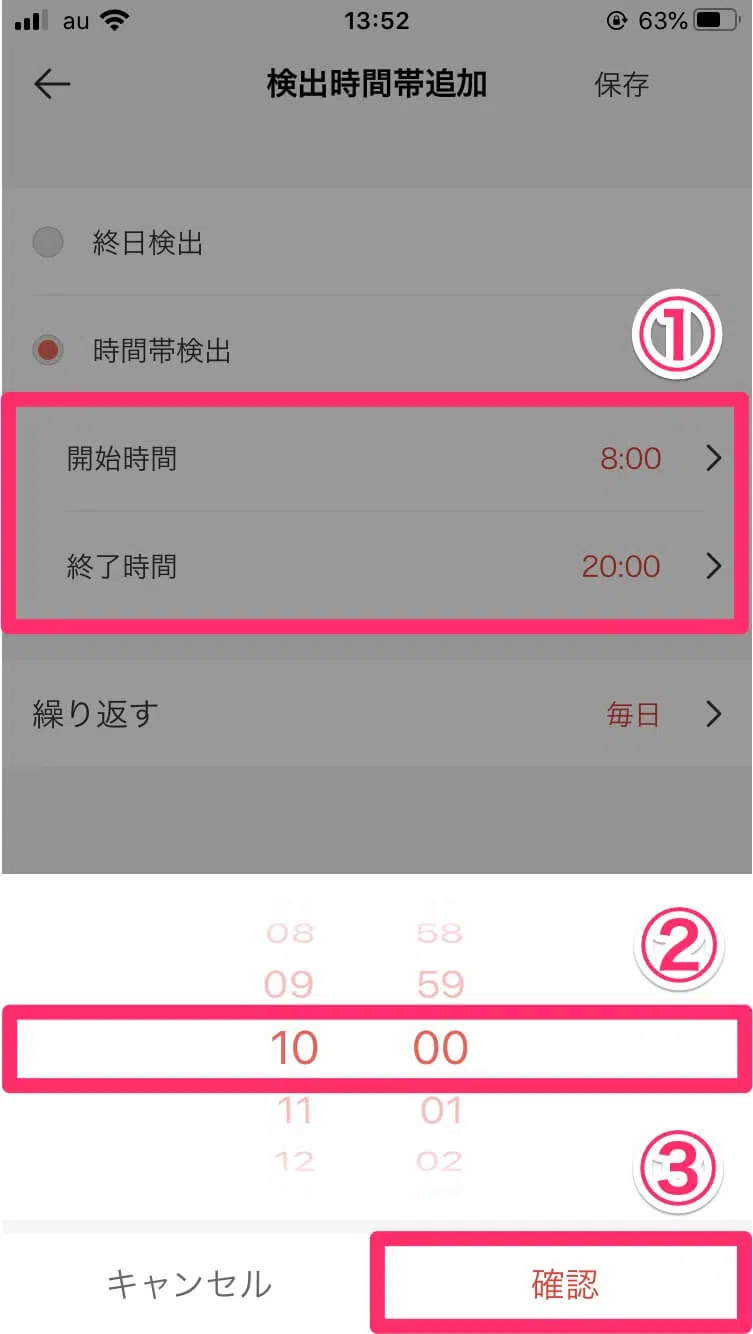 au 13:52 63%
検出時間帯追加 保存
終日検出
①
時間帯検出
開始時間 8:00
終了時間 20:00
繰り返す 毎日
08 58
②
09 59
10 00
11 01
12 02
③
キャンセル 確認